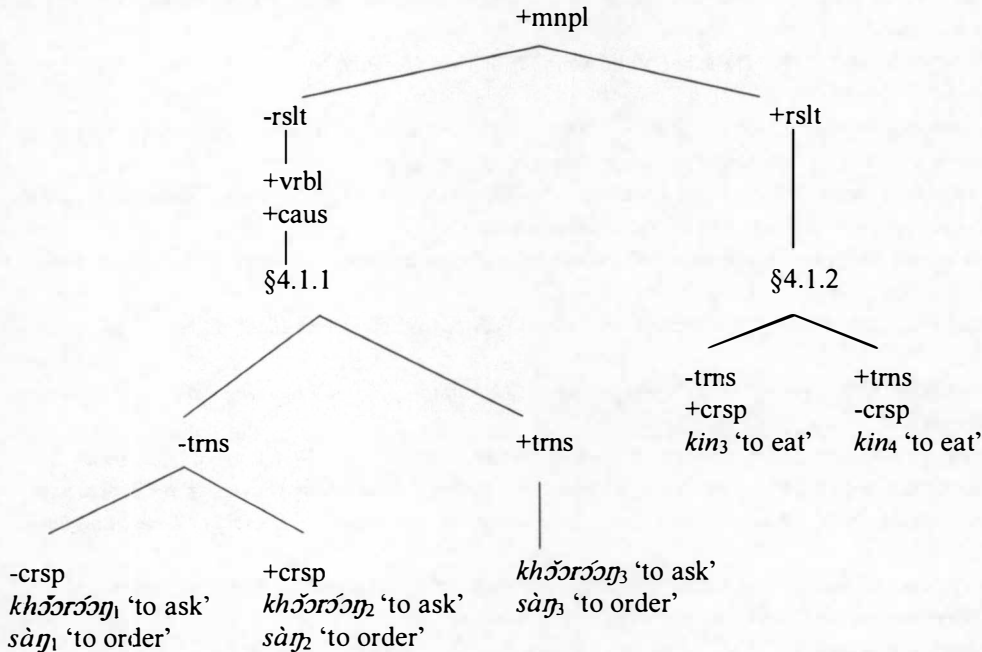 +mnpl
-rslt +rslt
+vrbl
+caus
§4.1.1 §4.1.2
-trns +trns
+crsp -crsp
kin₃ ‘to eat’ kin₄ ‘to eat’
-trns +trns
-crsp +crsp khɔ̌ɔrɔ́ɔŋ₃ ‘to ask’
khɔ̌ɔrɔ́ɔŋ₁ ‘to ask’ khɔ̌ɔrɔ́ɔŋ₂ ‘to ask’ sàŋ₃ ‘to order’
sàŋ₁ ‘to order’ sàŋ₂ ‘to order’